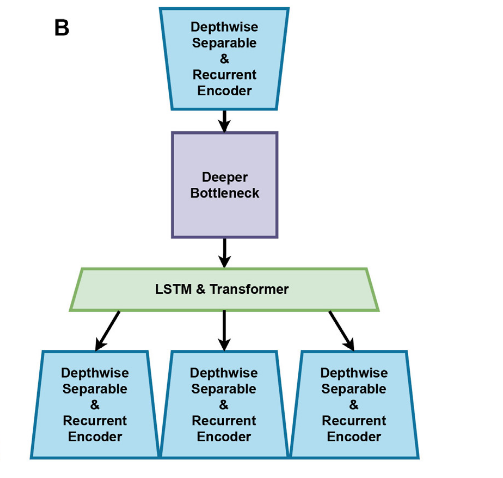 B
Depthwise
Separable
&
Recurrent
Encoder
Deeper
Bottleneck
LSTM & Transformer
Depthwise
Separable
&
Recurrent
Encoder
Depthwise
Separable
&
Recurrent
Encoder
Depthwise
Separable
&
Recurrent
Encoder